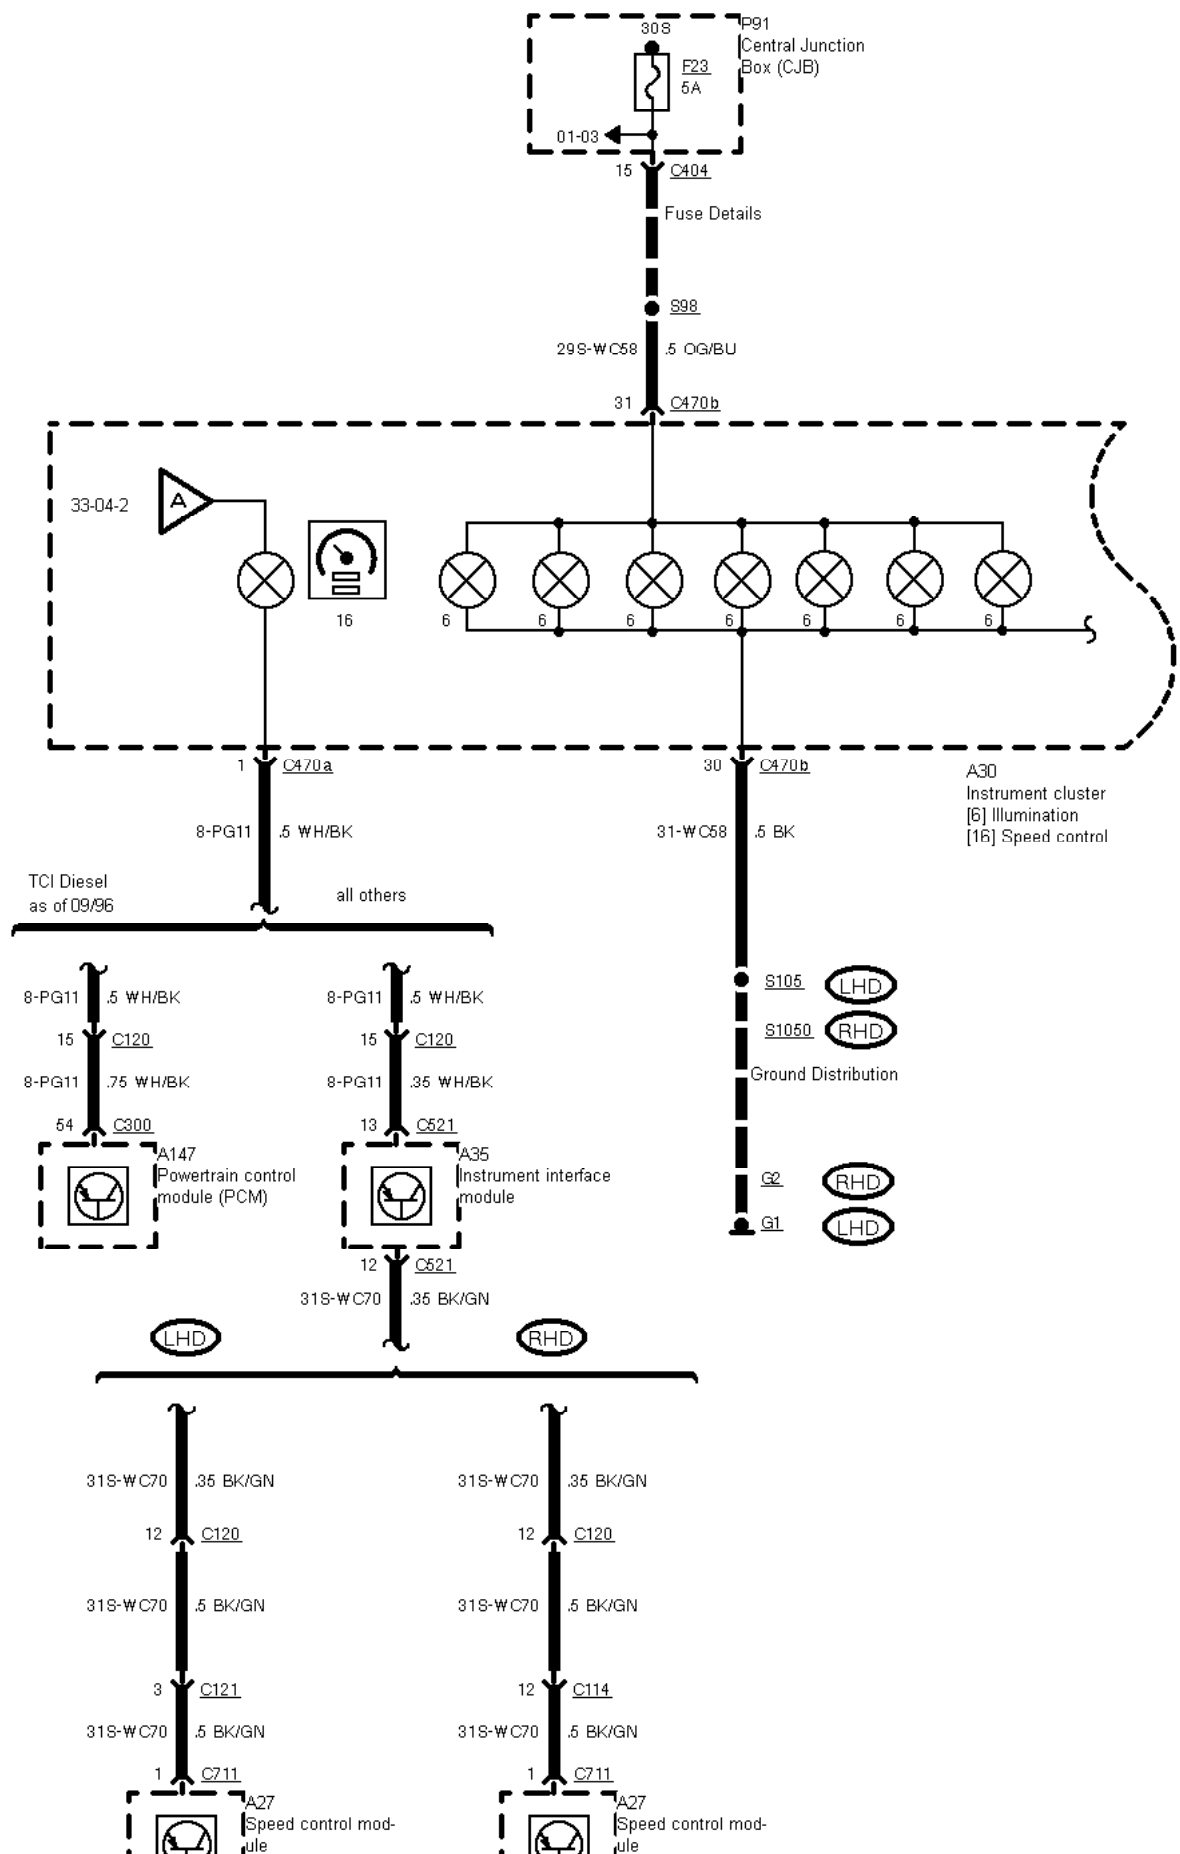 30S
P91
Central Junction
Box (CJB)
F23
5A
01-03
15 C404
Fuse Details
S98
29S-WC58 .5 OG/BU
31 C470b
33-04-2
A
16
6 6 6 6 6 6 6
1 C470a
30 C470b
A30
Instrument cluster
[6] Illumination
[16] Speed control
8-PG11 .5 WH/BK
31-WC58 .5 BK
TCI Diesel
as of 09/96
all others
S105 LHD
8-PG11 .5 WH/BK
8-PG11 .5 WH/BK
S1050 RHD
15 C120
15 C120
Ground Distribution
8-PG11 .75 WH/BK
8-PG11 .35 WH/BK
54 C300
13 C521
A147
Powertrain control
module (PCM)
A35
Instrument interface
module
G2 RHD
G1 LHD
12 C521
31S-WC70 .35 BK/GN
LHD
RHD
31S-WC70 .35 BK/GN
31S-WC70 .35 BK/GN
12 C120
12 C120
31S-WC70 .5 BK/GN
31S-WC70 .5 BK/GN
3 C121
12 C114
31S-WC70 .5 BK/GN
31S-WC70 .5 BK/GN
1 C711
1 C711
A27
Speed control mod-
ule
A27
Speed control mod-
ule